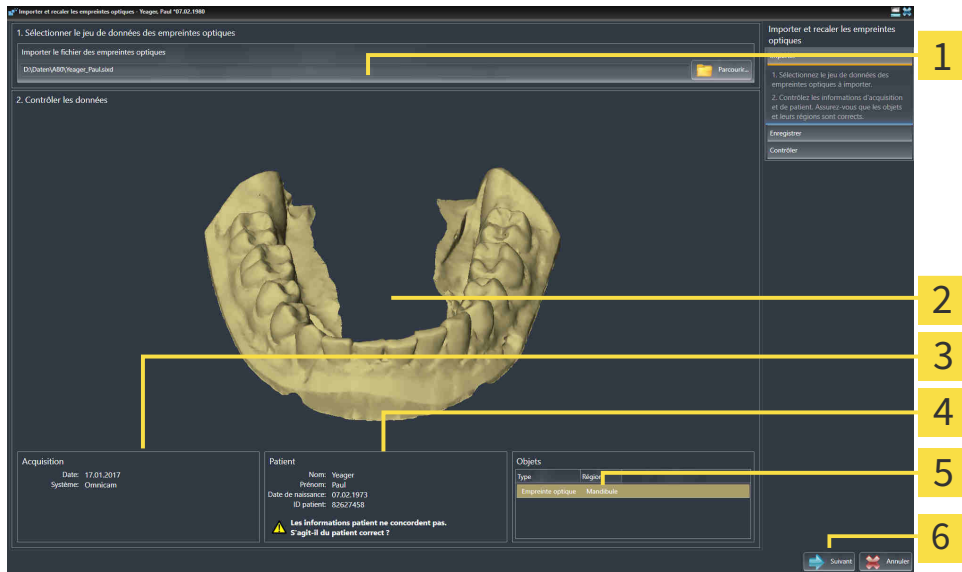 Importer et recaler les empreintes optiques - Yeager, Paul *07.02.1980
1. Sélectionner le jeu de données des empreintes optiques
Importer le fichier des empreintes optiques
D:\Daten\ABO\Yeager_Paul.sixd
Parcourir...
2. Contrôler les données
Acquisition
Date: 17.01.2017
Système: Omnicam
Patient
Nom: Yeager
Prénom: Paul
Date de naissance: 07.02.1973
ID patient: 82627458
Les informations patient ne concordent pas.
S'agit-il du patient correct ?
Objets
Type Région
Empreinte optique Mandibule
Importer et recaler les empreintes
optiques
Importer
1. Sélectionnez le jeu de données des
empreintes optiques à importer.
2. Contrôlez les informations d'acquisition
et de patient. Assurez-vous que les objets
et leurs régions sont corrects.
Enregistrer
Contrôler
Suivant
Annuler
1
2
3
4
5
6